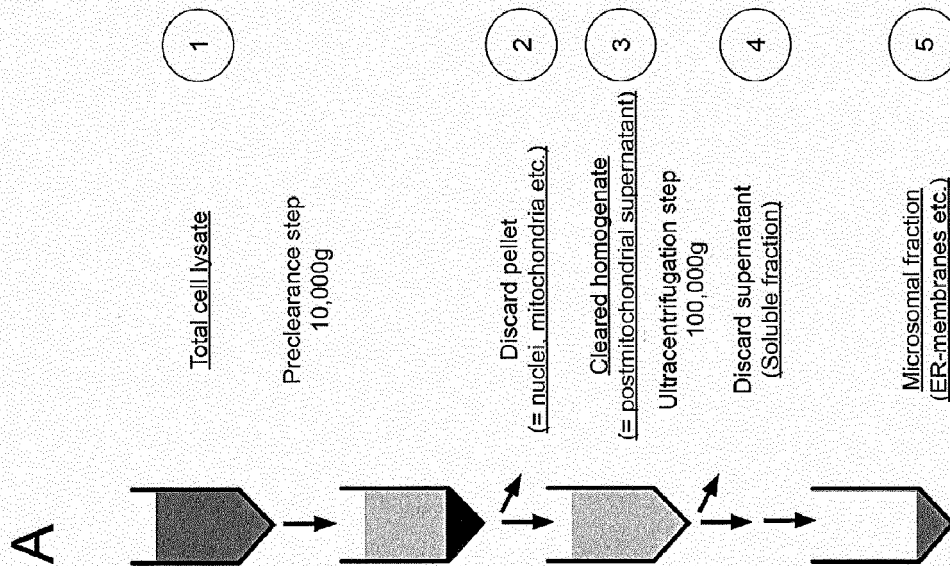 A
Total cell lysate
1
Preclearance step
10,000g
Discard pellet
(= nuclei, mitochondria etc.)
2
Cleared homogenate
(= postmitochondrial supernatant)
3
Ultracentrifugation step
100,000g
Discard supernatant
(Soluble fraction)
4
Microsomal fraction
(ER-membranes etc.)
5